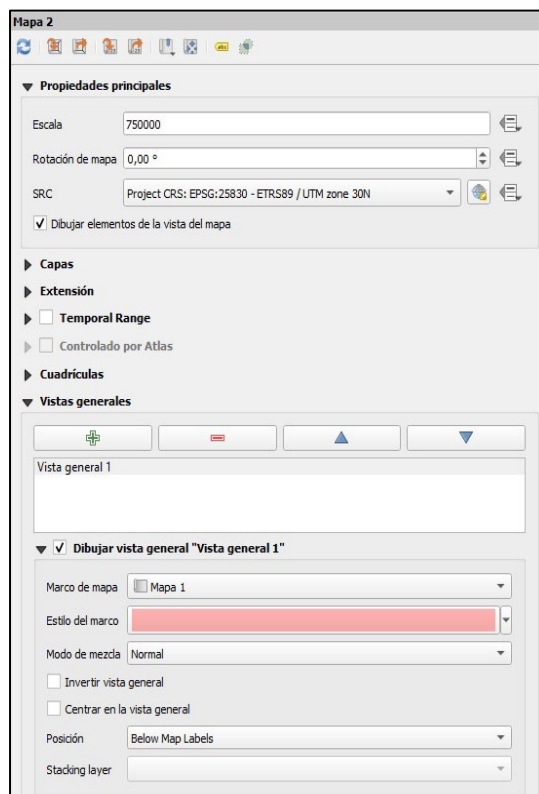 Mapa 2
abc
Propiedades principales
Escala 750000
Rotación de mapa 0,00 °
SRC Project CRS: EPSG:25830 - ETRS89 / UTM zone 30N
Dibujar elementos de la vista del mapa
Capas
Extensión
Temporal Range
Controlado por Atlas
Cuadrículas
Vistas generales
Vista general 1
Dibujar vista general "Vista general 1"
Marco de mapa Mapa 1
Estilo del marco
Modo de mezcla Normal
Invertir vista general
Centrar en la vista general
Posición Below Map Labels
Stacking layer